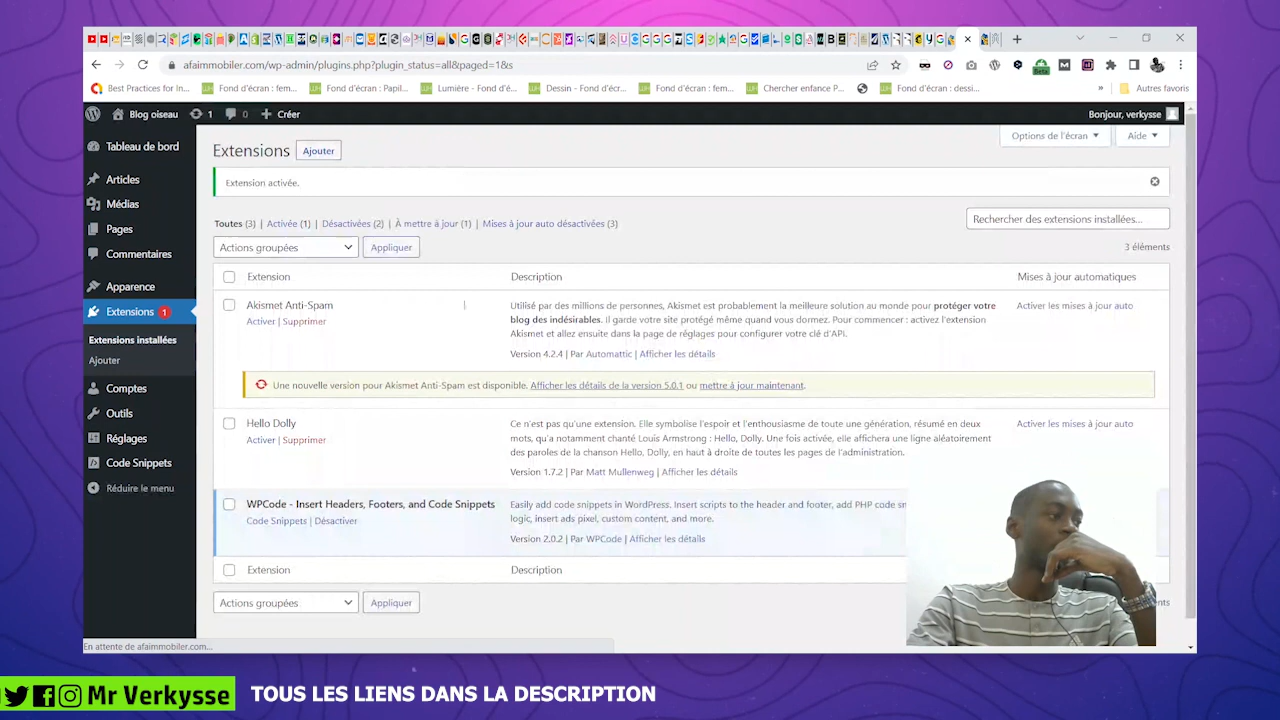 afaimmobiler.com/wp-admin/plugins.php?plugin_status=all&paged=1&s
Best Practices for In...
Fond d'écran : fem...
Fond d'écran : Papil...
Lumière - Fond d'é...
Dessin - Fond d'éc...
Fond d'écran : fem...
Chercher enfance P...
Fond d'écran : dessi...
» Autres favoris
Blog oiseau 1 0 Créer Bonjour, verkysse
Tableau de bord
Articles
Médias
Pages
Commentaires
Apparence
Extensions 1
Extensions installées
Ajouter
Comptes
Outils
Réglages
Code Snippets
Réduire le menu
Options de l'écran Aide
Extensions Ajouter
Extension activée.
Toutes (3) | Activée (1) | Désactivées (2) | À mettre à jour (1) | Mises à jour auto désactivées (3)
Rechercher des extensions installées...
Actions groupées Appliquer
3 éléments
Extension Description Mises à jour automatiques
Akismet Anti-Spam
Activer | Supprimer
Utilisé par des millions de personnes, Akismet est probablement la meilleure solution au monde pour protéger votre
blog des indésirables. Il garde votre site protégé même quand vous dormez. Pour commencer : activez l'extension
Akismet et allez ensuite dans la page de réglages pour configurer votre clé d'API.
Version 4.2.4 | Par Automattic | Afficher les détails
Activer les mises à jour auto
Une nouvelle version pour Akismet Anti-Spam est disponible. Afficher les détails de la version 5.0.1 ou mettre à jour maintenant.
Hello Dolly
Activer | Supprimer
Ce n'est pas qu'une extension. Elle symbolise l'espoir et l'enthousiasme de toute une génération, résumé en deux
mots, qu'a notamment chanté Louis Armstrong : Hello, Dolly. Une fois activée, elle affichera une ligne aléatoirement
des paroles de la chanson Hello, Dolly, en haut à droite de toutes les pages de l'administration.
Version 1.7.2 | Par Matt Mullenweg | Afficher les détails
Activer les mises à jour auto
WPCode - Insert Headers, Footers, and Code Snippets
Code Snippets | Désactiver
Easily add code snippets in WordPress. Insert scripts to the header and footer, add PHP code sn
logic, insert ads pixel, custom content, and more.
Version 2.0.2 | Par WPCode | Afficher les détails
Extension Description
Actions groupées Appliquer
En attente de afaimmobiler.com...
Mr Verkysse TOUS LES LIENS DANS LA DESCRIPTION